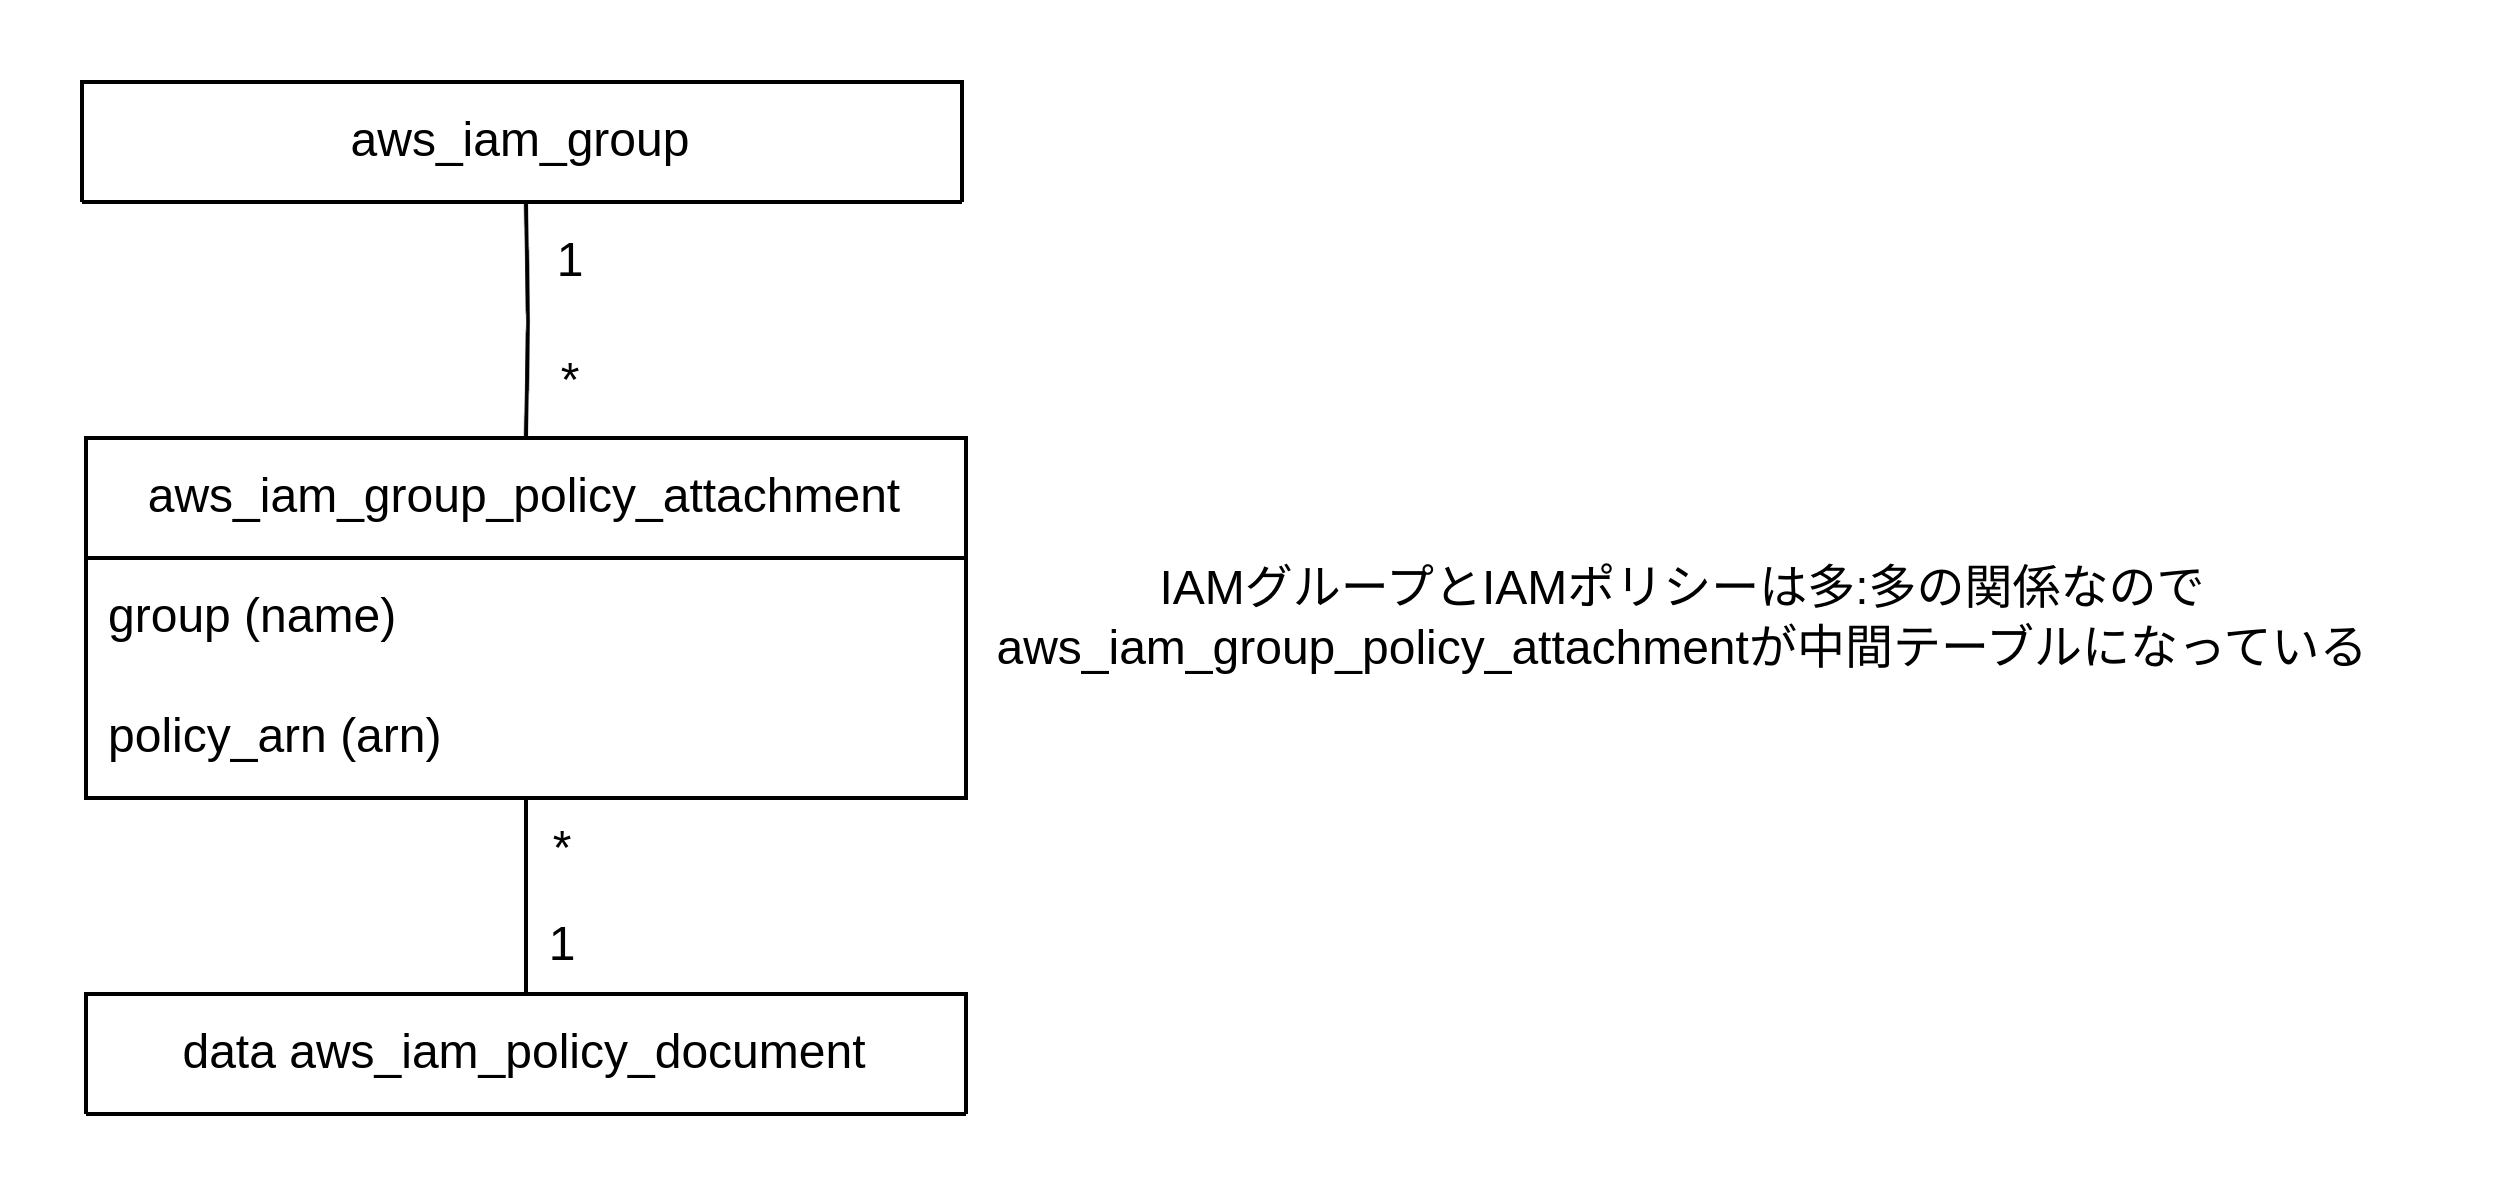 aws_iam_group
1
*
aws_iam_group_policy_attachment
group (name)
policy_arn (arn)
IAMグループとIAMポリシーは多:多の関係なので
aws_iam_group_policy_attachmentが中間テーブルになっている
*
1
data aws_iam_policy_document